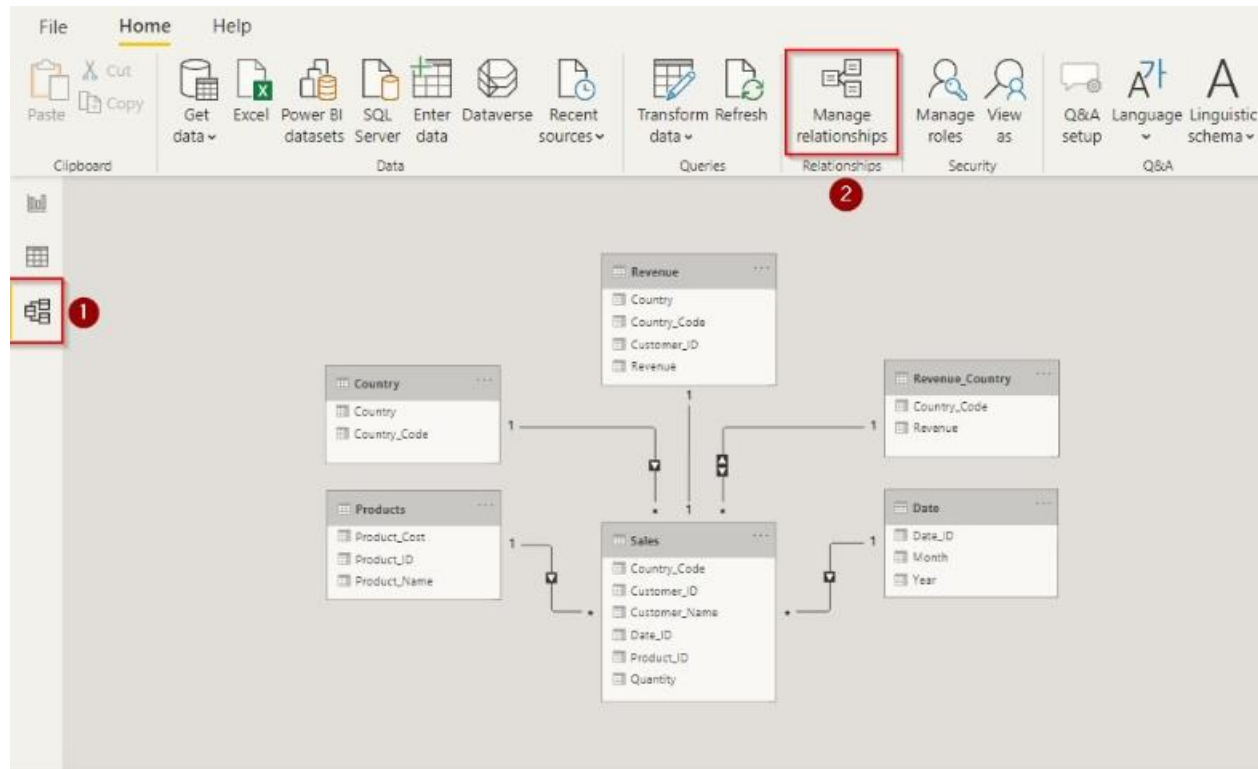 File Home Help
Cut
Copy
Paste
Get data
Excel
Power BI datasets
SQL Server
Enter data
Dataverse
Recent sources
Transform data
Refresh
Manage relationships
Manage roles
View as
Q&A setup
가
Language
A
Linguistic schema
Clipboard
Data
Queries
Relationships
Security
Q&A
2
1
Revenue
Country
Country_Code
Customer_ID
Revenue
1
Country
Country
Country_Code
1
Revenue_Country
Country_Code
Revenue
1
Products
Product_Cost
Product_ID
Product_Name
1
*
* 1 *
Sales
Country_Code
Customer_ID
Customer_Name
Date_ID
Product_ID
Quantity
Date
Date_ID
Month
Year
1
*